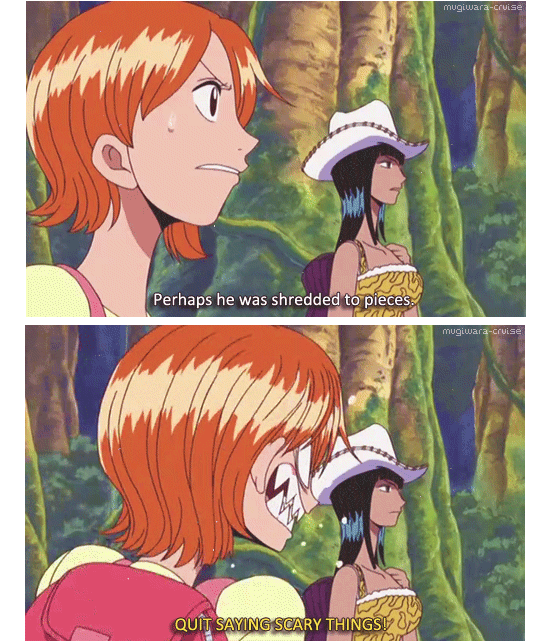 mugiwara-cruise
Perhaps he was shredded to pieces.
mugiwara-cruise
QUIT SAYING SCARY THINGS!